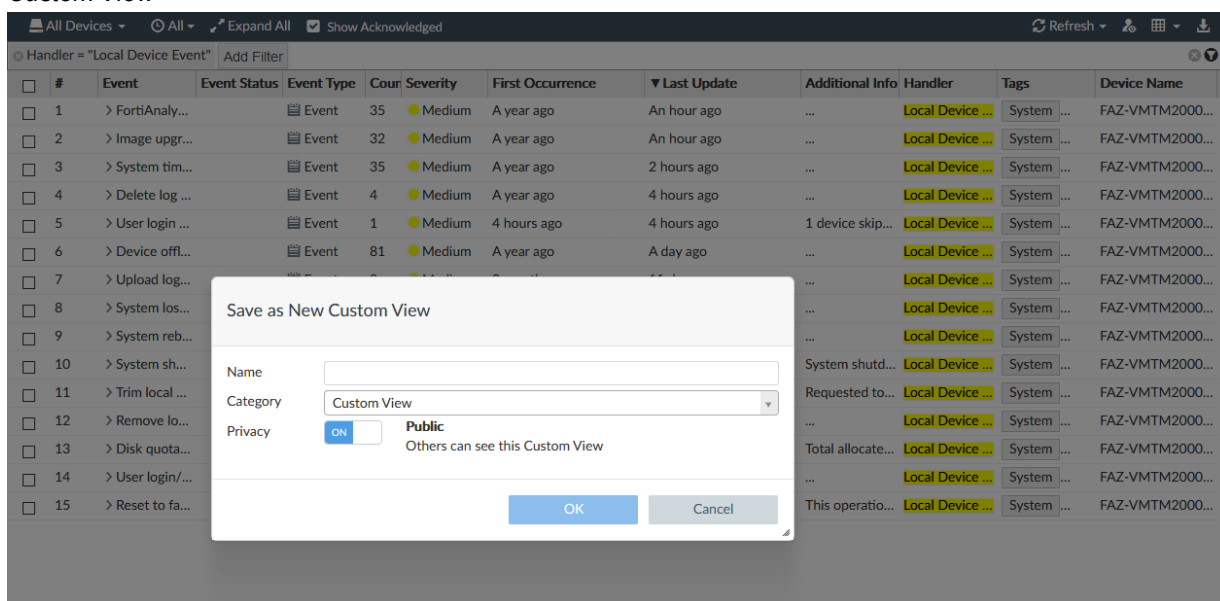 Custom View
All Devices All Expand All Show Acknowledged Refresh
Handler = "Local Device Event" Add Filter
# Event Event Status Event Type Coun Severity First Occurrence ▼Last Update Additional Info Handler Tags Device Name
1 > FortiAnaly... Event 35 Medium A year ago An hour ago ... Local Device ... System ... FAZ-VMTM2000...
2 > Image upgr... Event 32 Medium A year ago An hour ago ... Local Device ... System ... FAZ-VMTM2000...
3 > System tim... Event 35 Medium A year ago 2 hours ago ... Local Device ... System ... FAZ-VMTM2000...
4 > Delete log ... Event 4 Medium A year ago 4 hours ago ... Local Device ... System ... FAZ-VMTM2000...
5 > User login ... Event 1 Medium 4 hours ago 4 hours ago 1 device skip... Local Device ... System ... FAZ-VMTM2000...
6 > Device offl... Event 81 Medium A year ago A day ago ... Local Device ... System ... FAZ-VMTM2000...
7 > Upload log... ... Local Device ... System ... FAZ-VMTM2000...
8 > System los... ... Local Device ... System ... FAZ-VMTM2000...
9 > System reb... ... Local Device ... System ... FAZ-VMTM2000...
10 > System sh... System shutd... Local Device ... System ... FAZ-VMTM2000...
11 > Trim local ... Requested to... Local Device ... System ... FAZ-VMTM2000...
12 > Remove lo... ... Local Device ... System ... FAZ-VMTM2000...
13 > Disk quota... Total allocate... Local Device ... System ... FAZ-VMTM2000...
14 > User login/... ... Local Device ... System ... FAZ-VMTM2000...
15 > Reset to fa... This operatio... Local Device ... System ... FAZ-VMTM2000...
Save as New Custom View
Name
Category Custom View
Privacy ON Public
Others can see this Custom View
OK Cancel